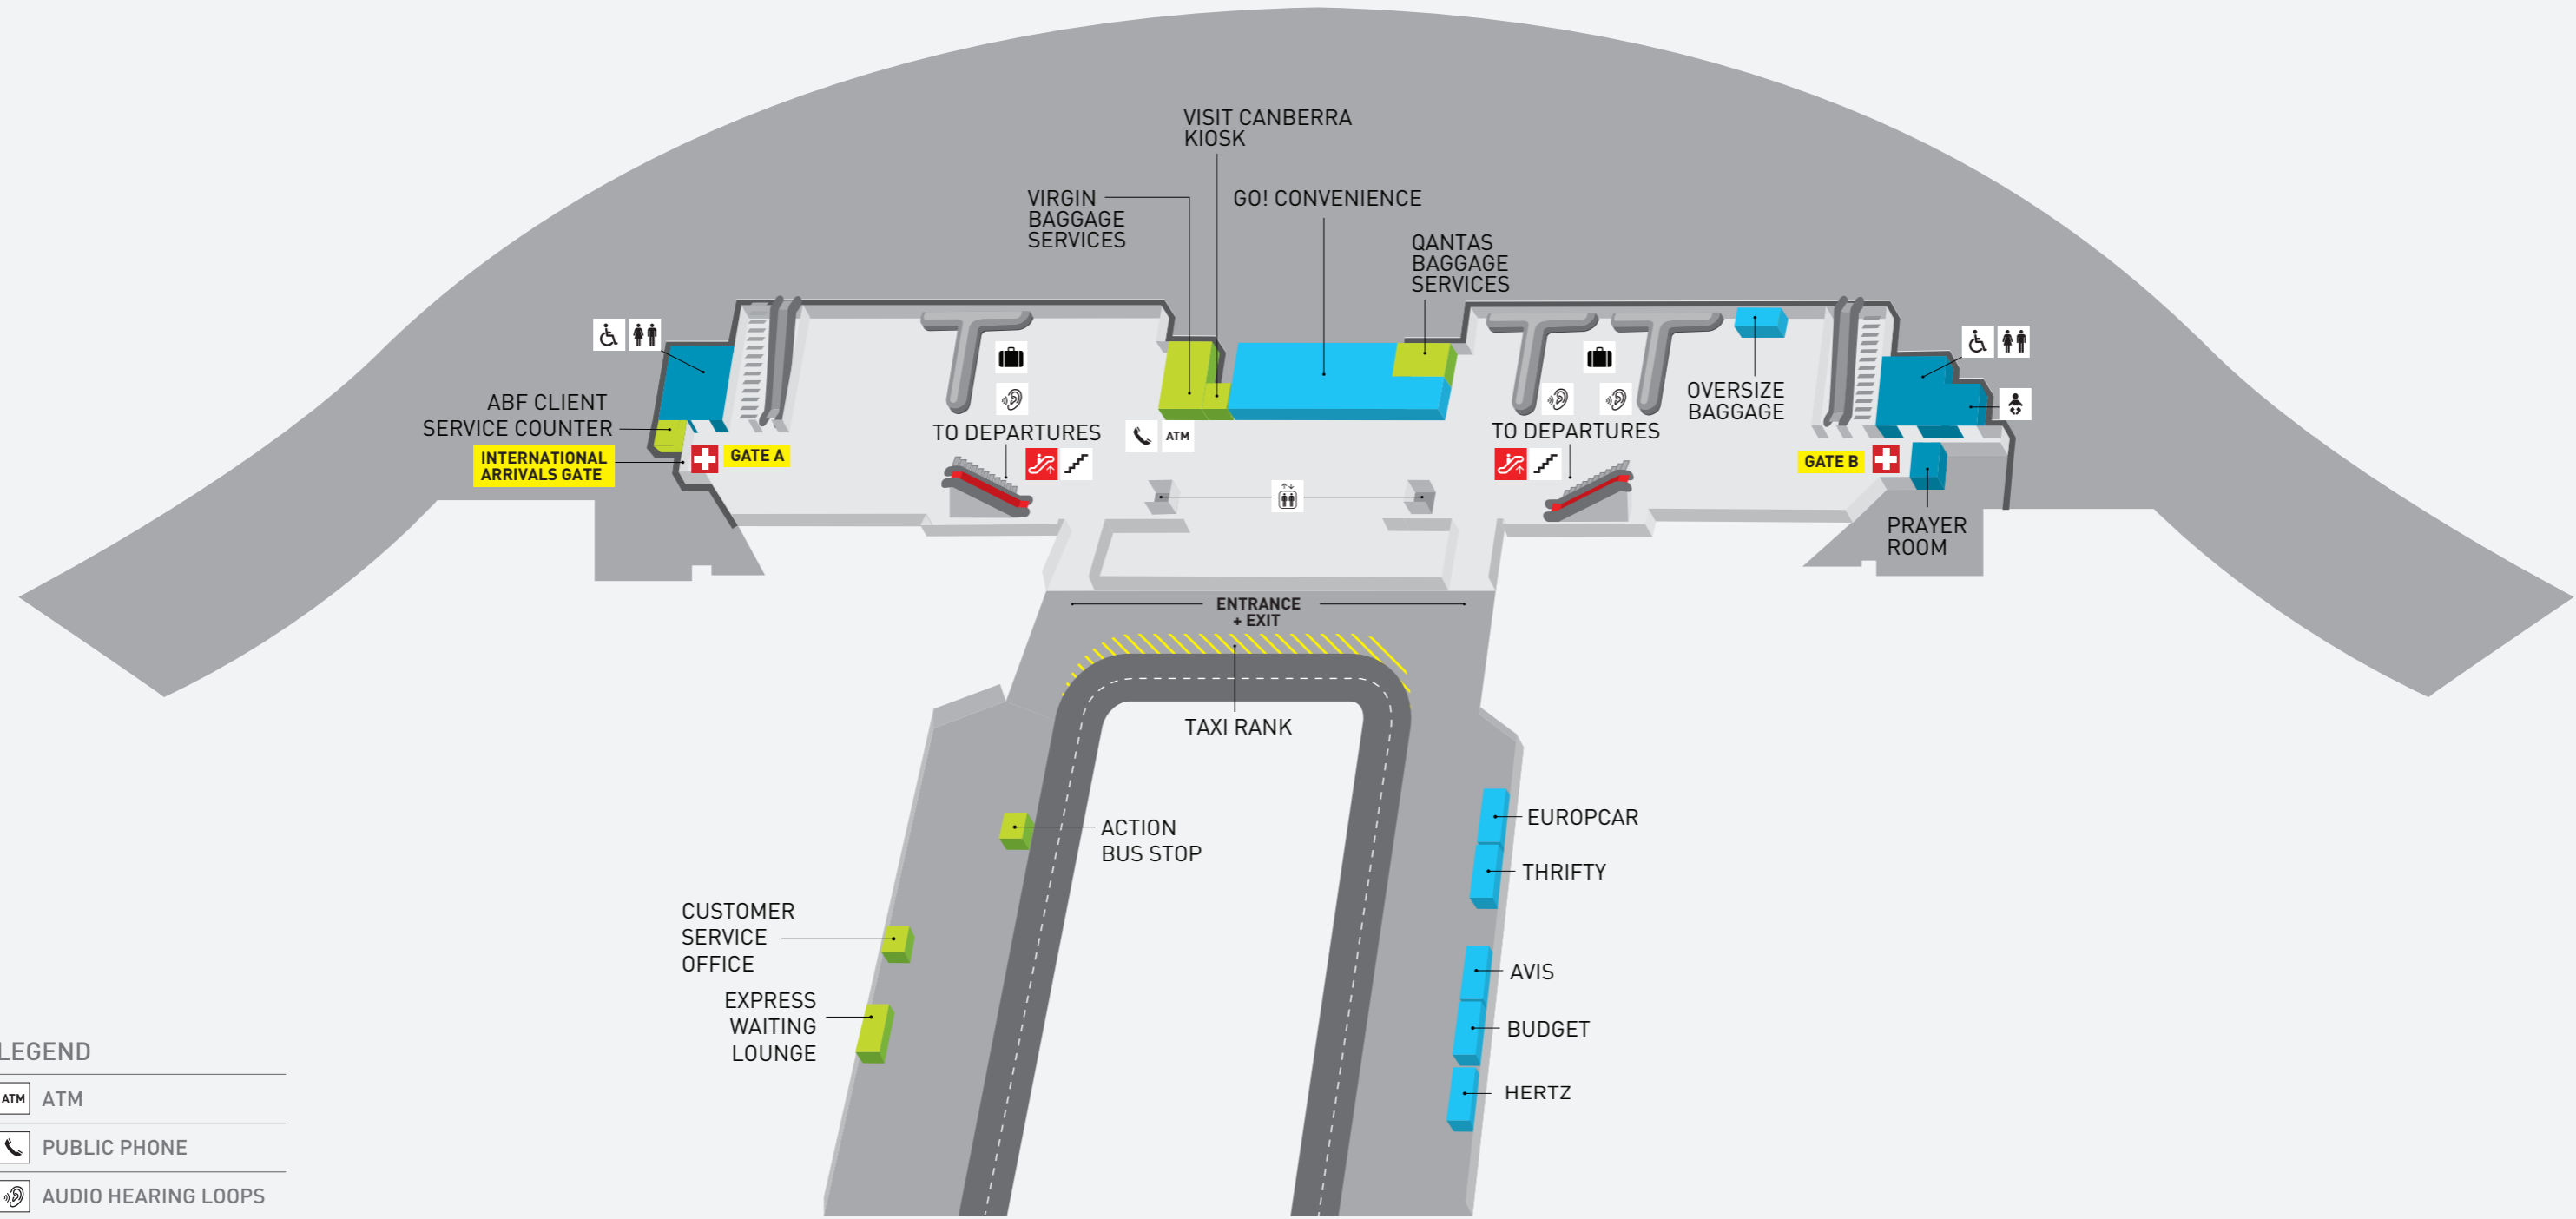 VISIT CANBERRA
KIOSK
VIRGIN
BAGGAGE
SERVICES
GO! CONVENIENCE
QANTAS
BAGGAGE
SERVICES
ABF CLIENT
SERVICE COUNTER
INTERNATIONAL
ARRIVALS GATE
GATE A
TO DEPARTURES
ATM
TO DEPARTURES
OVERSIZE
BAGGAGE
GATE B
PRAYER
ROOM
ENTRANCE
+ EXIT
TAXI RANK
ACTION
BUS STOP
CUSTOMER
SERVICE
OFFICE
EXPRESS
WAITING
LOUNGE
EUROPCAR
THRIFTY
AVIS
BUDGET
HERTZ
LEGEND
ATM ATM
PUBLIC PHONE
AUDIO HEARING LOOPS